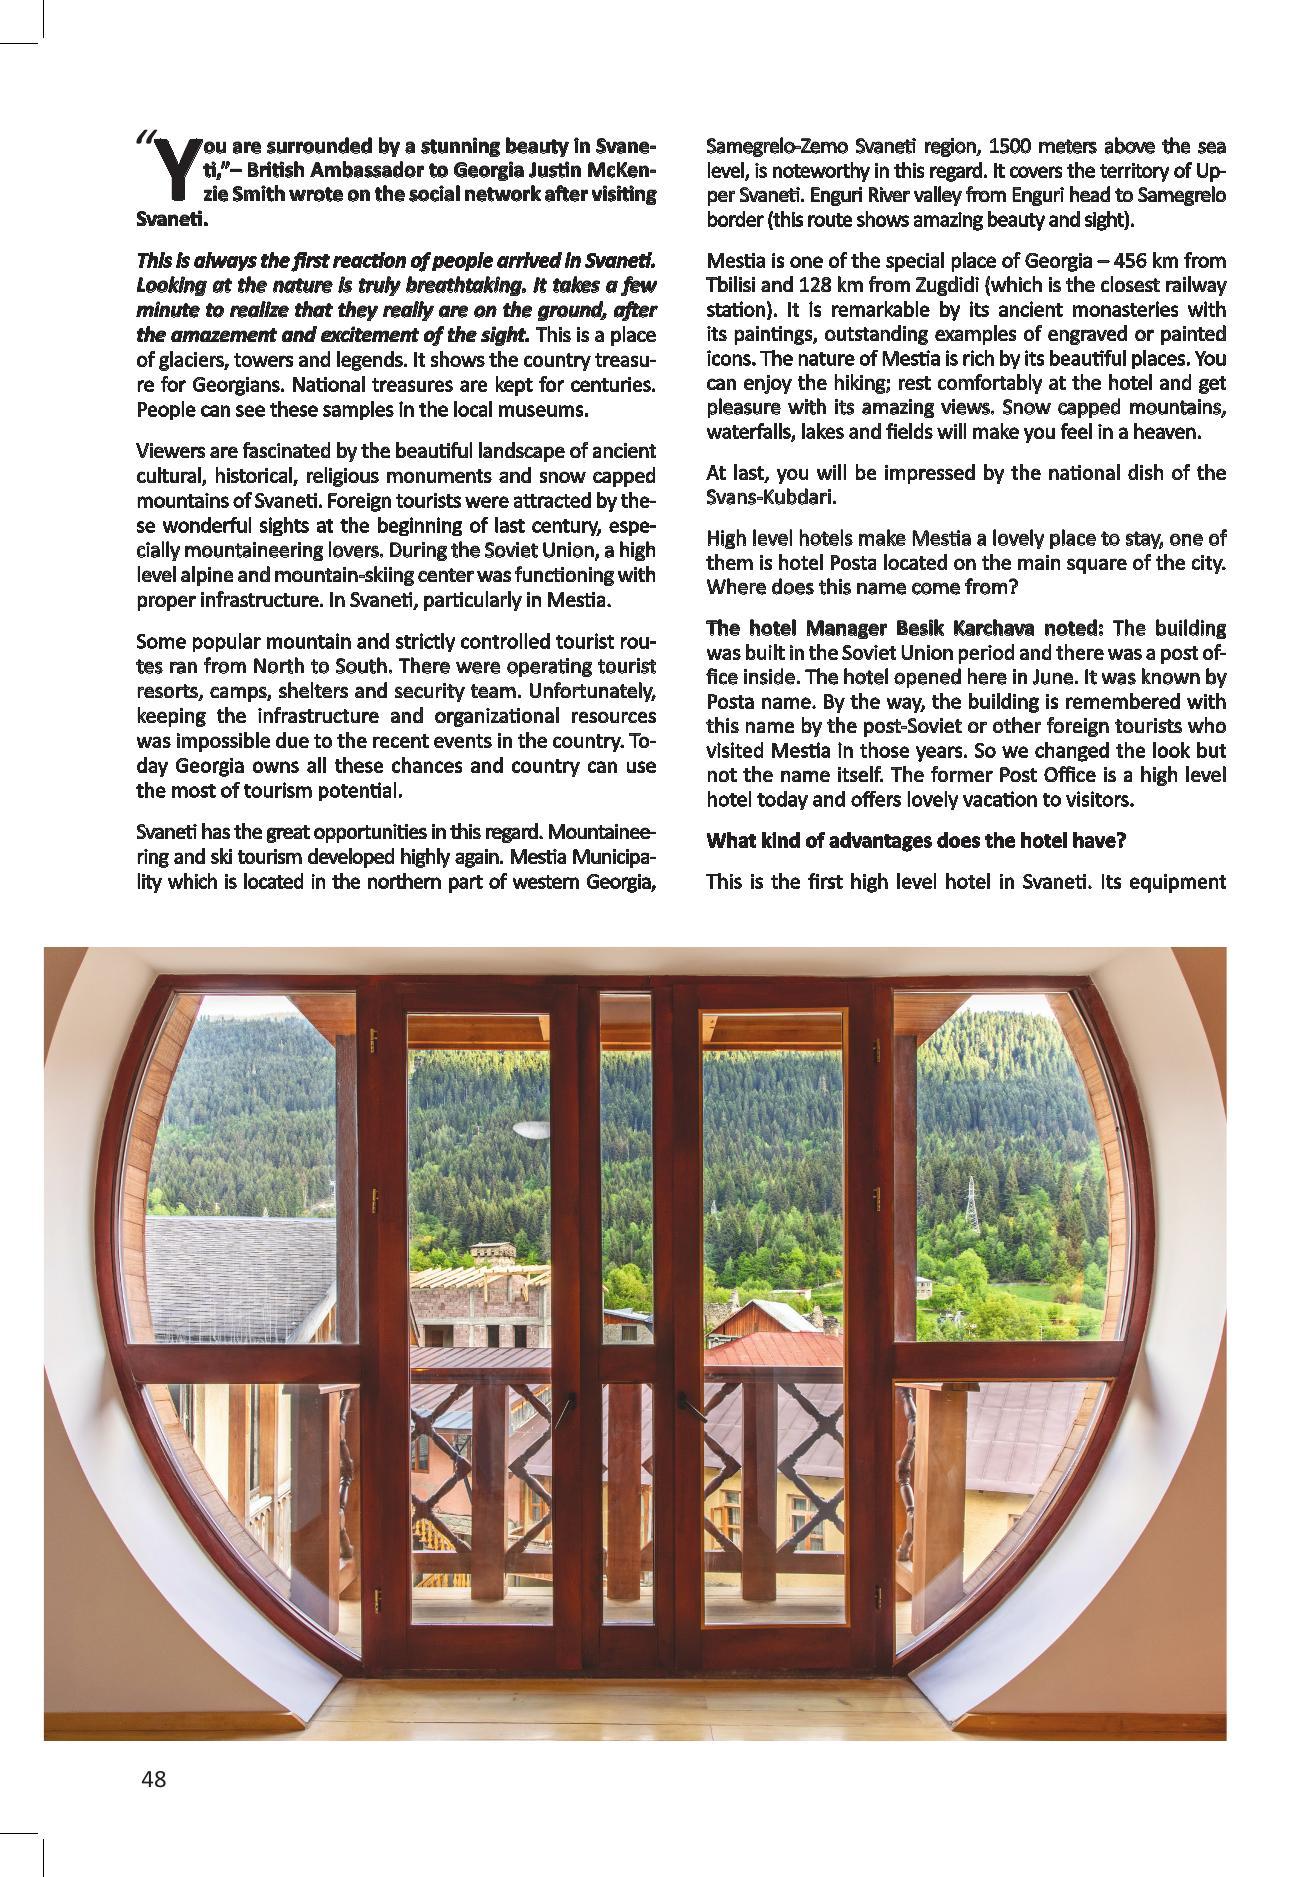 “You are surrounded by a stunning beauty in Svane-
ti,”– British Ambassador to Georgia Justin McKen-
zie Smith wrote on the social network after visiting
Svaneti.
This is always the first reaction of people arrived in Svaneti.
Looking at the nature is truly breathtaking. It takes a few
minute to realize that they really are on the ground, after
the amazement and excitement of the sight. This is a place
of glaciers, towers and legends. It shows the country treasu-
re for Georgians. National treasures are kept for centuries.
People can see these samples in the local museums.
Viewers are fascinated by the beautiful landscape of ancient
cultural, historical, religious monuments and snow capped
mountains of Svaneti. Foreign tourists were attracted by the-
se wonderful sights at the beginning of last century, espe-
cially mountaineering lovers. During the Soviet Union, a high
level alpine and mountain-skiing center was functioning with
proper infrastructure. In Svaneti, particularly in Mestia.
Some popular mountain and strictly controlled tourist rou-
tes ran from North to South. There were operating tourist
resorts, camps, shelters and security team. Unfortunately,
keeping the infrastructure and organizational resources
was impossible due to the recent events in the country. To-
day Georgia owns all these chances and country can use
the most of tourism potential.
Svaneti has the great opportunities in this regard. Mountainee-
ring and ski tourism developed highly again. Mestia Municipa-
lity which is located in the northern part of western Georgia,
Samegrelo-Zemo Svaneti region, 1500 meters above the sea
level, is noteworthy in this regard. It covers the territory of Up-
per Svaneti. Enguri River valley from Enguri head to Samegrelo
border (this route shows amazing beauty and sight).
Mestia is one of the special place of Georgia – 456 km from
Tbilisi and 128 km from Zugdidi (which is the closest railway
station). It is remarkable by its ancient monasteries with
its paintings, outstanding examples of engraved or painted
icons. The nature of Mestia is rich by its beautiful places. You
can enjoy the hiking; rest comfortably at the hotel and get
pleasure with its amazing views. Snow capped mountains,
waterfalls, lakes and fields will make you feel in a heaven.
At last, you will be impressed by the national dish of the
Svans-Kubdari.
High level hotels make Mestia a lovely place to stay, one of
them is hotel Posta located on the main square of the city.
Where does this name come from?
The hotel Manager Besik Karchava noted: The building
was built in the Soviet Union period and there was a post of-
fice inside. The hotel opened here in June. It was known by
Posta name. By the way, the building is remembered with
this name by the post-Soviet or other foreign tourists who
visited Mestia in those years. So we changed the look but
not the name itself. The former Post Office is a high level
hotel today and offers lovely vacation to visitors.
What kind of advantages does the hotel have?
This is the first high level hotel in Svaneti. Its equipment
48